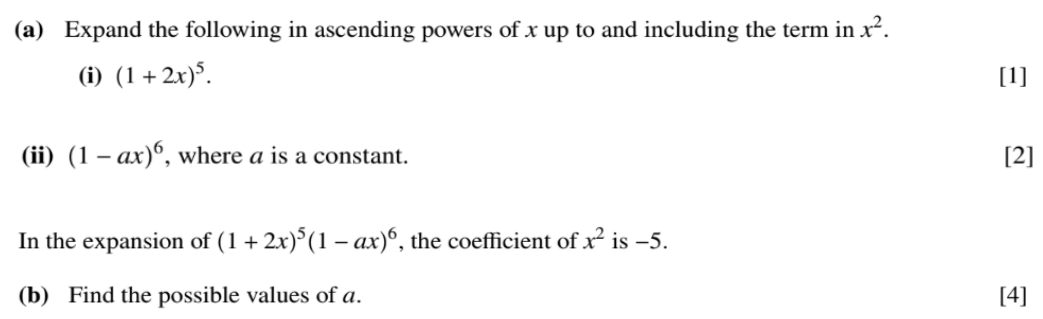 (a) Expand the following in ascending powers of x up to and including the term in x².
(i) (1 + 2x)⁵. [1]
(ii) (1 − ax)⁶, where a is a constant. [2]
In the expansion of (1 + 2x)⁵(1 − ax)⁶, the coefficient of x² is −5.
(b) Find the possible values of a. [4]